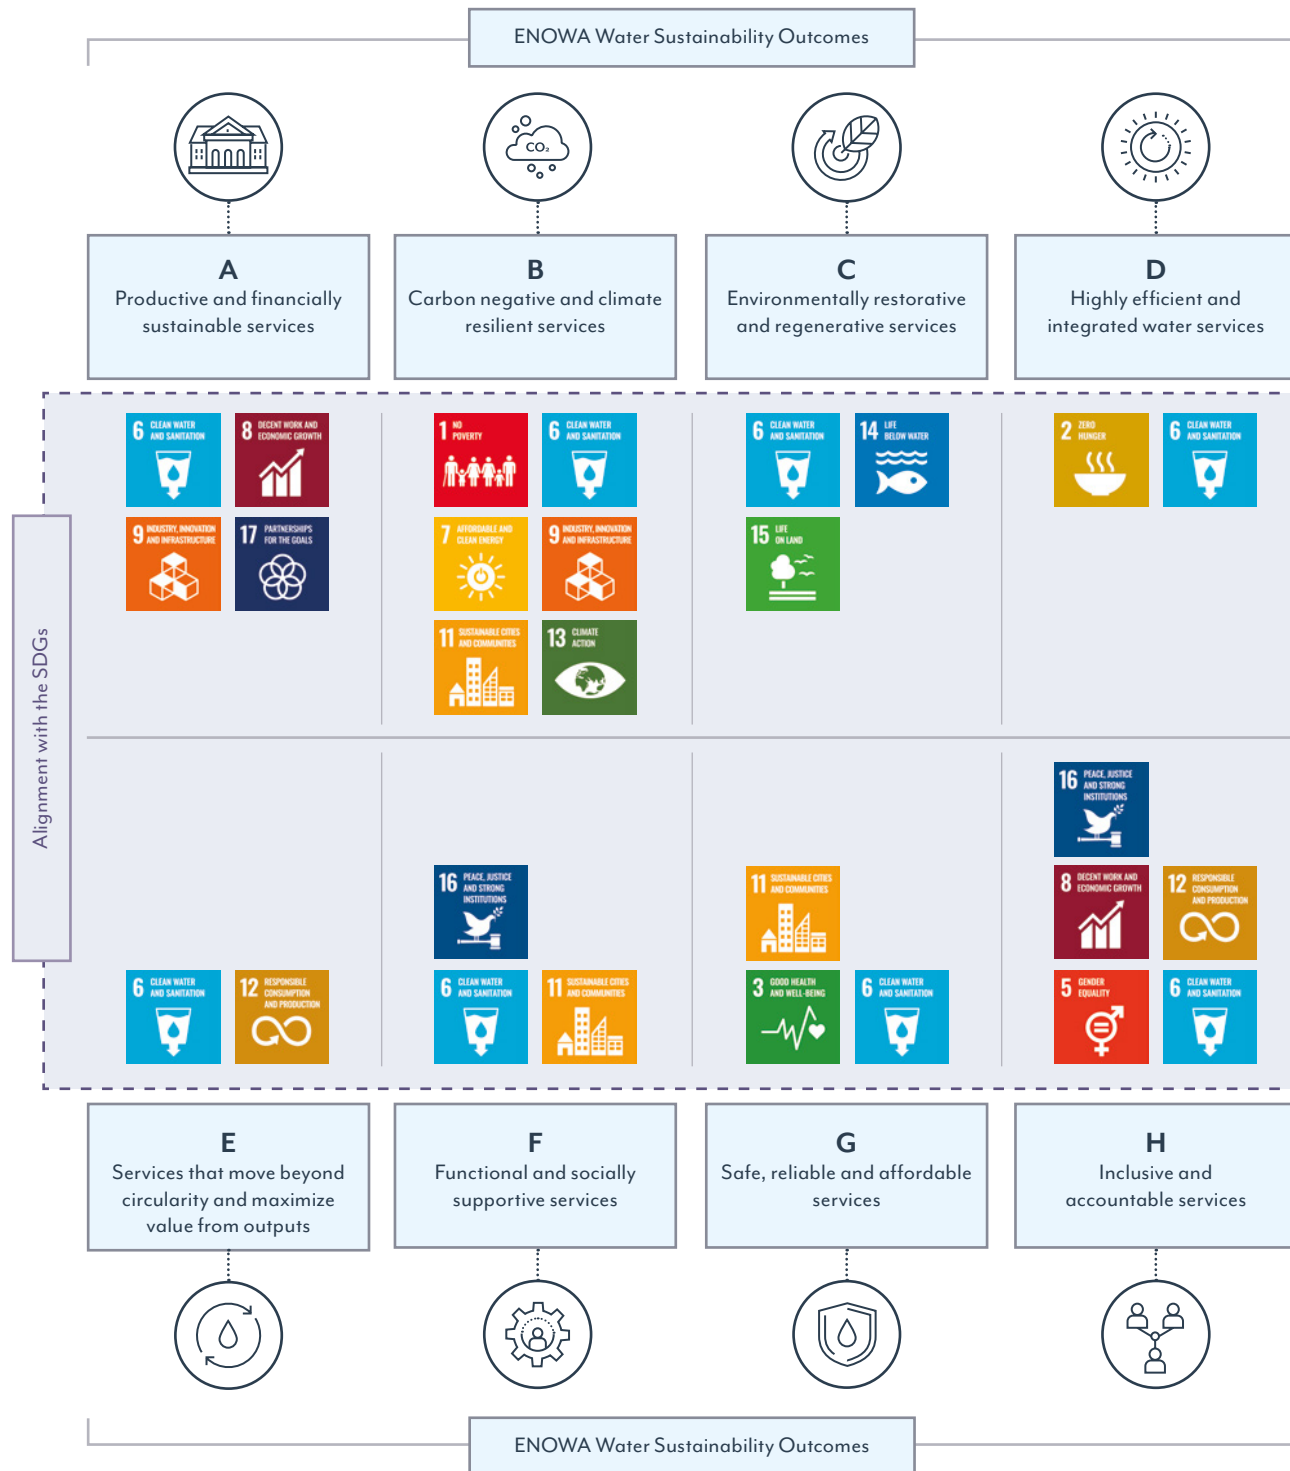 ENOWA Water Sustainability Outcomes
CO₂
A
Productive and financially
sustainable services
B
Carbon negative and climate
resilient services
C
Environmentally restorative
and regenerative services
D
Highly efficient and
integrated water services
Alignment with the SDGs
6 CLEAN WATER
AND SANITATION
8 DECENT WORK AND
ECONOMIC GROWTH
9 INDUSTRY, INNOVATION
AND INFRASTRUCTURE
17 PARTNERSHIPS
FOR THE GOALS
1 NO
POVERTY
6 CLEAN WATER
AND SANITATION
7 AFFORDABLE AND
CLEAN ENERGY
9 INDUSTRY, INNOVATION
AND INFRASTRUCTURE
11 SUSTAINABLE CITIES
AND COMMUNITIES
13 CLIMATE
ACTION
6 CLEAN WATER
AND SANITATION
14 LIFE
BELOW WATER
15 LIFE
ON LAND
2 ZERO
HUNGER
6 CLEAN WATER
AND SANITATION
6 CLEAN WATER
AND SANITATION
12 RESPONSIBLE
CONSUMPTION
AND PRODUCTION
16 PEACE, JUSTICE
AND STRONG
INSTITUTIONS
6 CLEAN WATER
AND SANITATION
11 SUSTAINABLE CITIES
AND COMMUNITIES
11 SUSTAINABLE CITIES
AND COMMUNITIES
3 GOOD HEALTH
AND WELL-BEING
6 CLEAN WATER
AND SANITATION
16 PEACE, JUSTICE
AND STRONG
INSTITUTIONS
8 DECENT WORK AND
ECONOMIC GROWTH
12 RESPONSIBLE
CONSUMPTION
AND PRODUCTION
5 GENDER
EQUALITY
6 CLEAN WATER
AND SANITATION
E
Services that move beyond
circularity and maximize
value from outputs
F
Functional and socially
supportive services
G
Safe, reliable and affordable
services
H
Inclusive and
accountable services
ENOWA Water Sustainability Outcomes